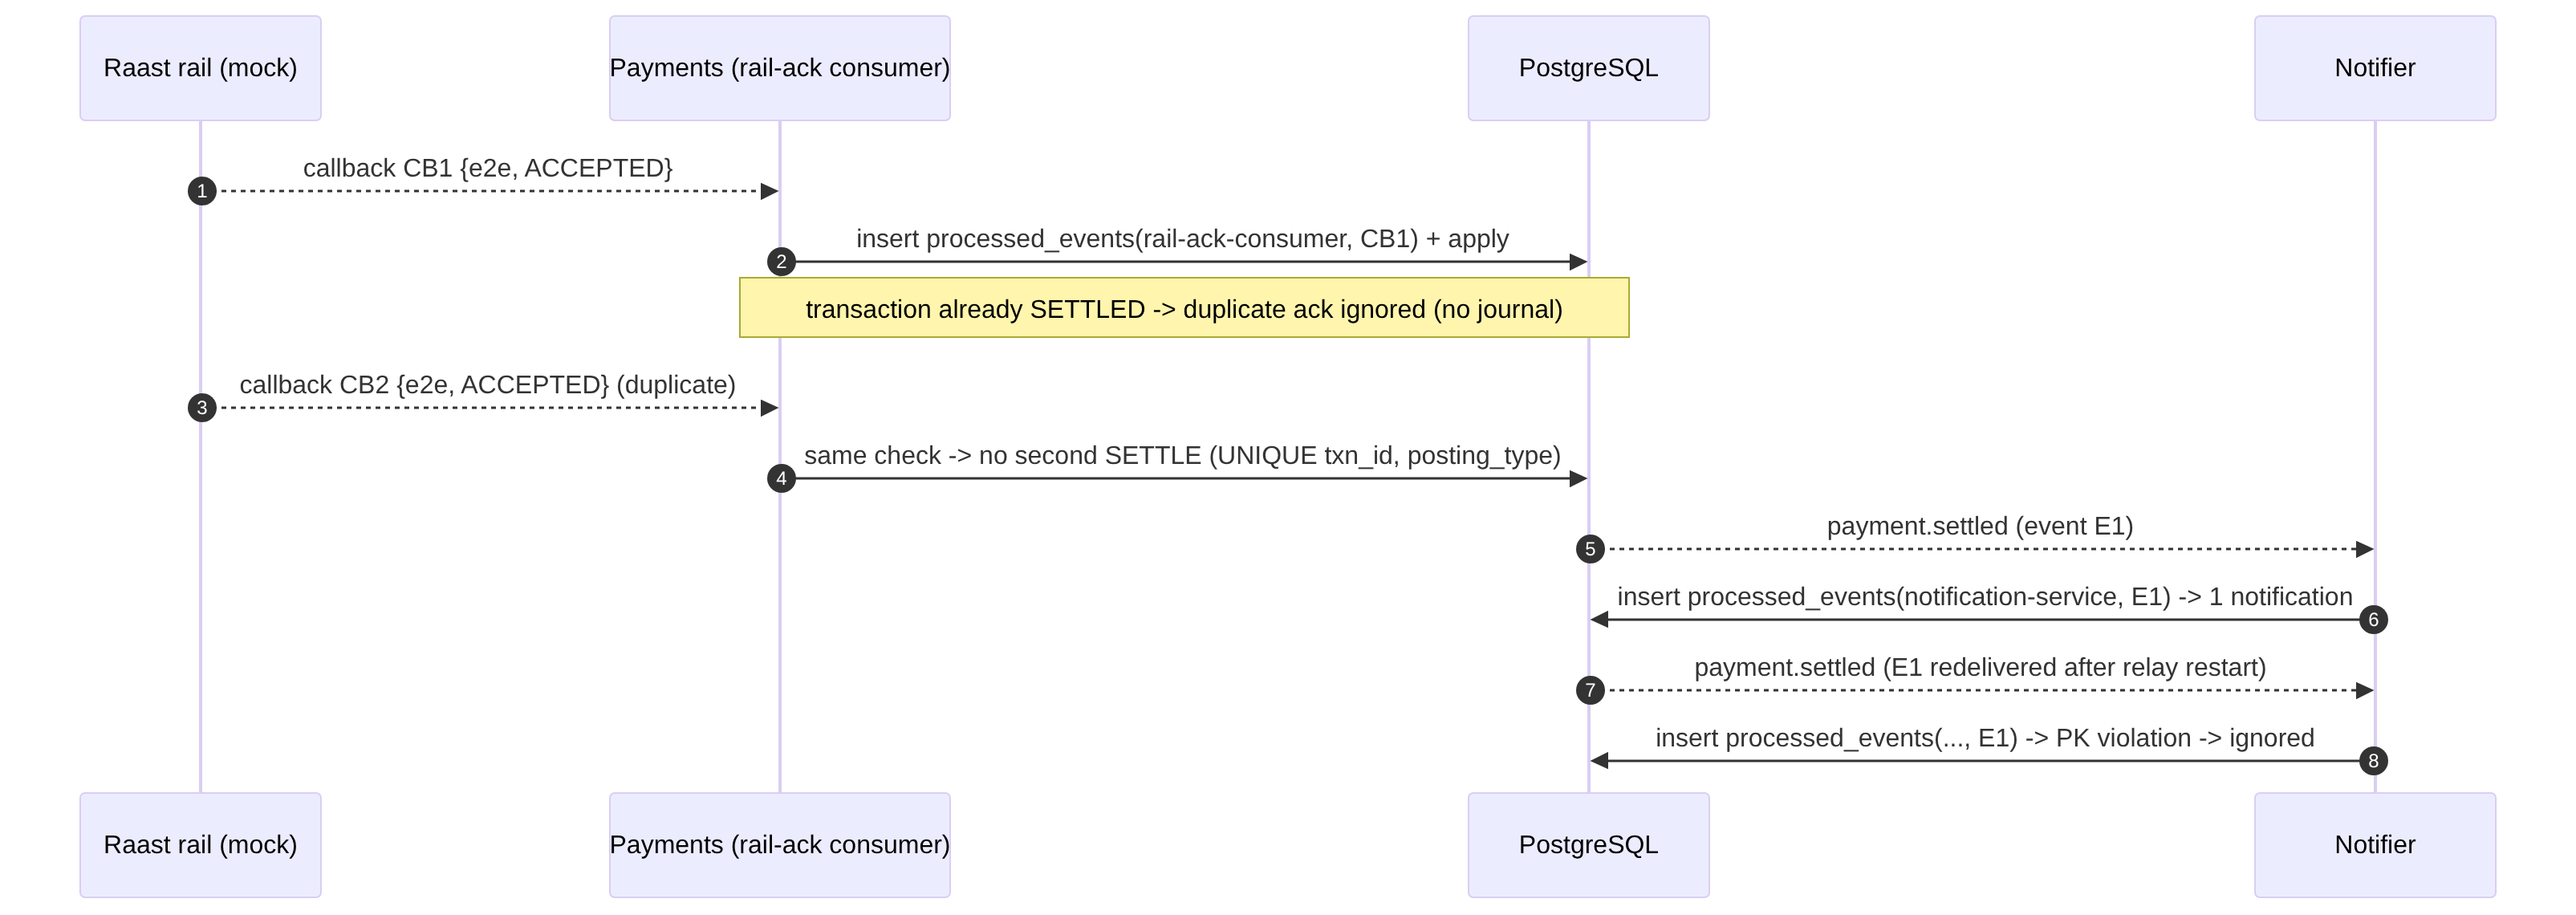 Raast rail (mock)
Payments (rail-ack consumer)
PostgreSQL
Notifier
callback CB1 {e2e, ACCEPTED}
1
insert processed_events(rail-ack-consumer, CB1) + apply
2
transaction already SETTLED -> duplicate ack ignored (no journal)
callback CB2 {e2e, ACCEPTED} (duplicate)
3
same check -> no second SETTLE (UNIQUE txn_id, posting_type)
4
payment.settled (event E1)
5
insert processed_events(notification-service, E1) -> 1 notification
6
payment.settled (E1 redelivered after relay restart)
7
insert processed_events(..., E1) -> PK violation -> ignored
8
Raast rail (mock)
Payments (rail-ack consumer)
PostgreSQL
Notifier